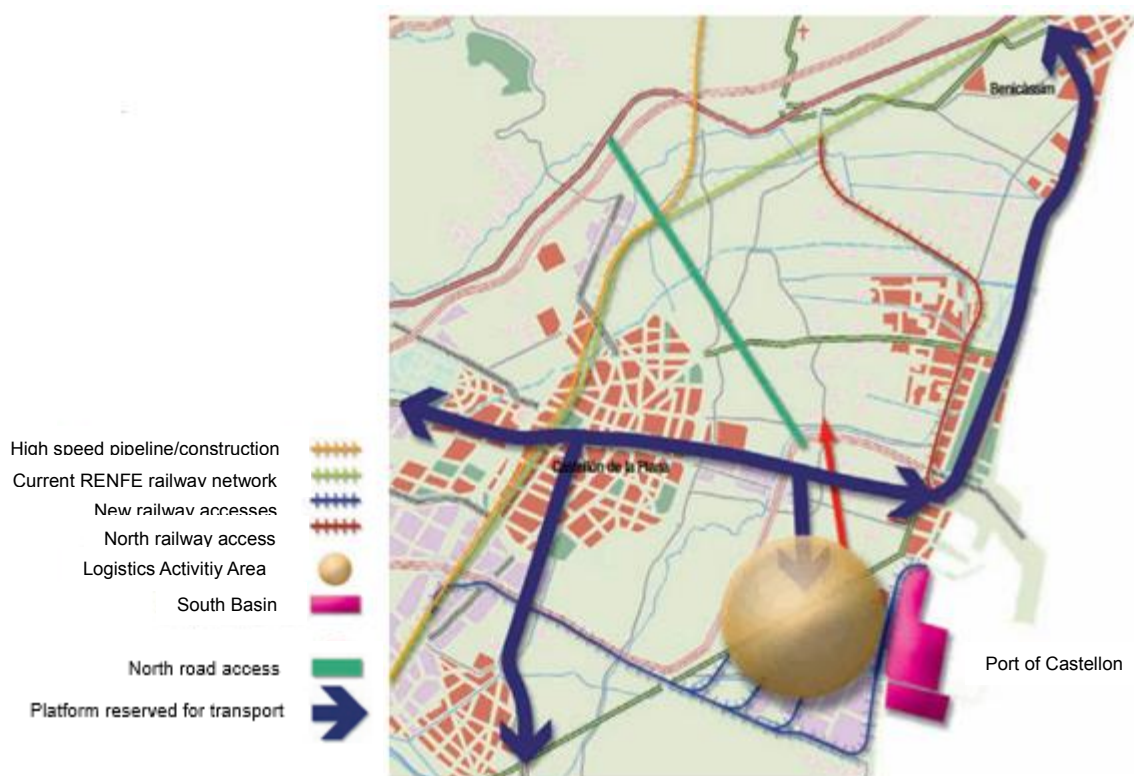 Benicàssim
High speed pipeline/construction
Castellón de la Plana
Current RENFE railway network
New railway accesses
North railway access
Logistics Activitiy Area
South Basin
Port of Castellon
North road access
Platform reserved for transport